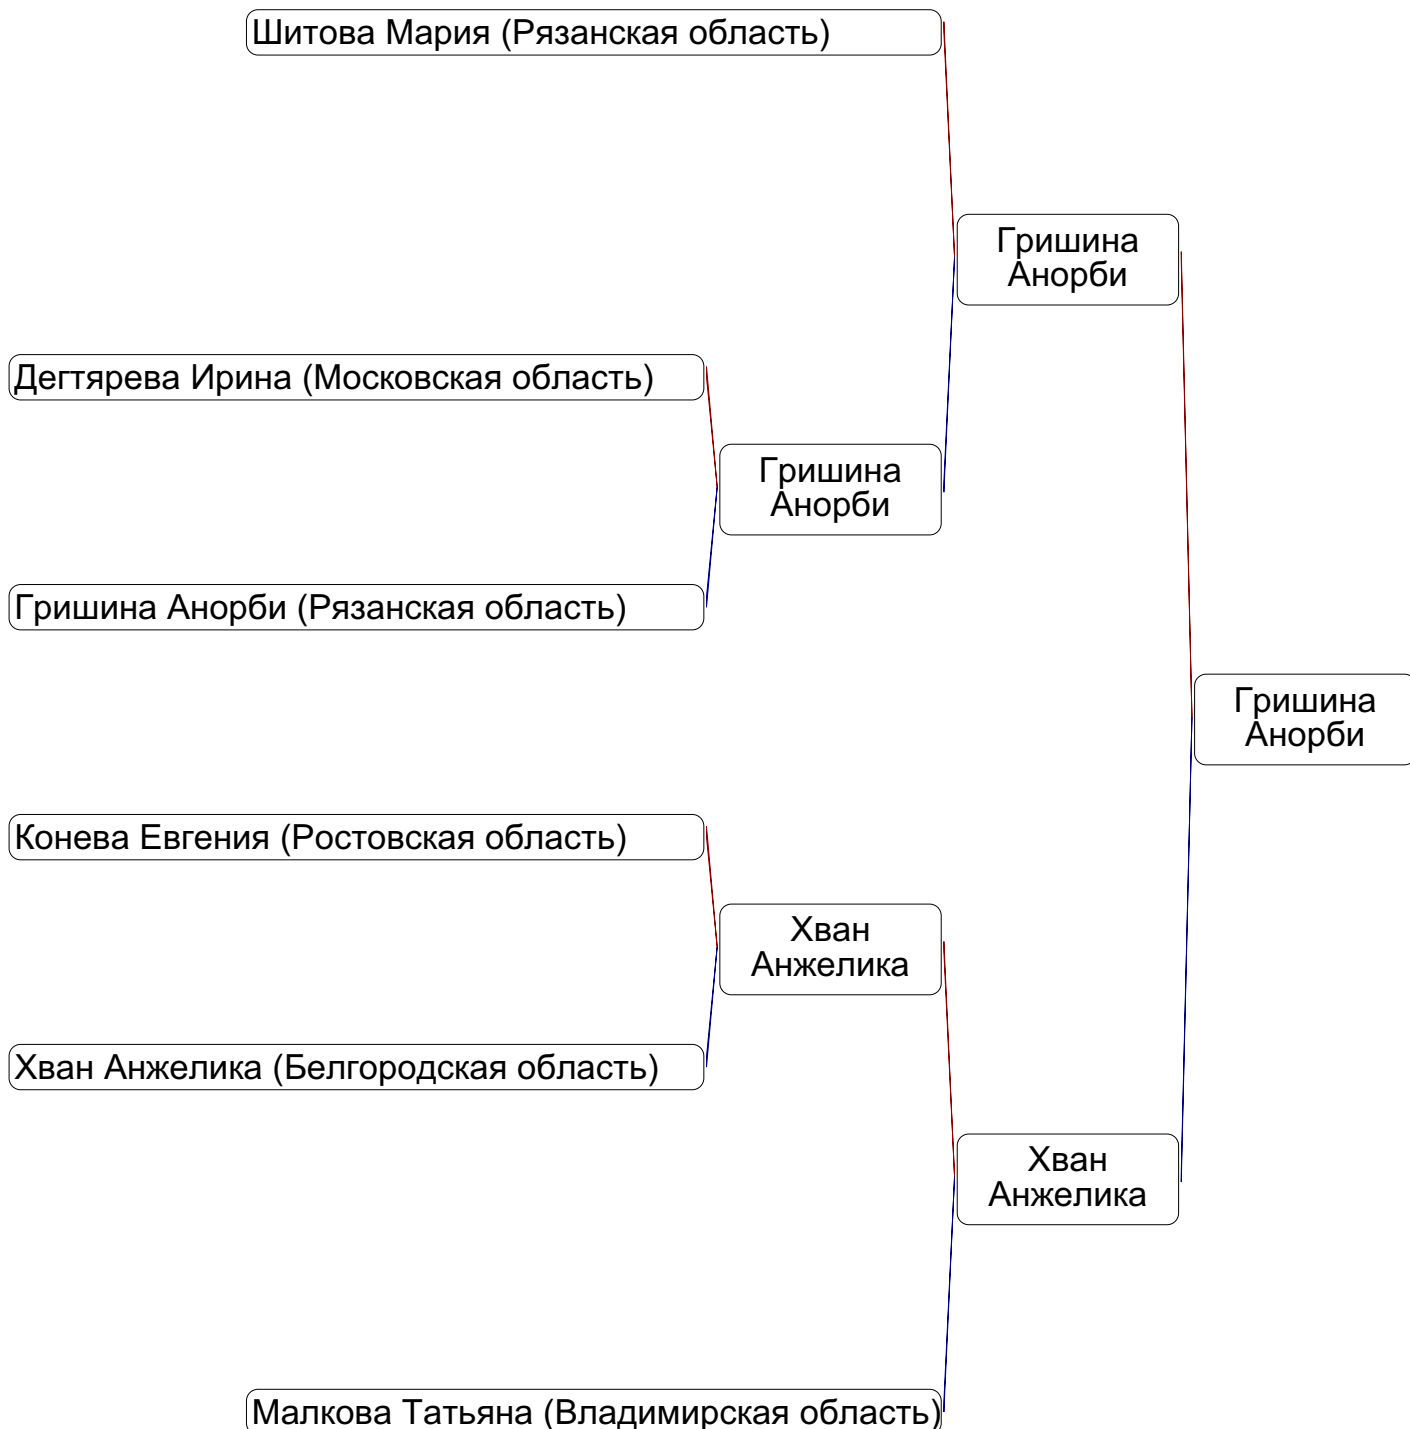 Шитова Мария (Рязанская область)
Гришина
Анорби
Дегтярева Ирина (Московская область)
Гришина
Анорби
Гришина Анорби (Рязанская область)
Гришина
Анорби
Конева Евгения (Ростовская область)
Хван
Анжелика
Хван Анжелика (Белгородская область)
Хван
Анжелика
Малкова Татьяна (Владимирская область)